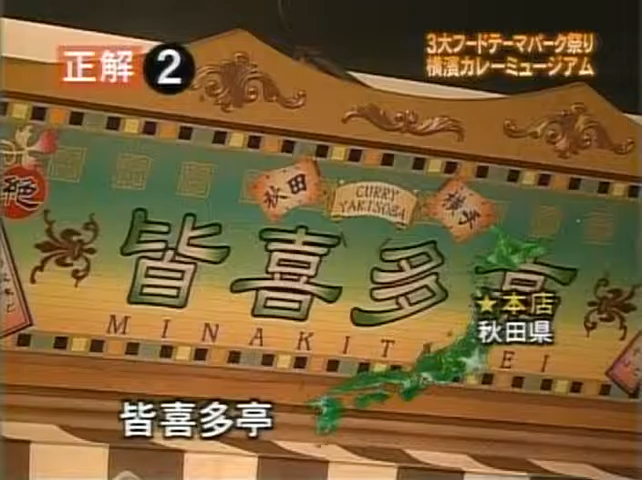 正解 2
3大フードテーマパーク祭り
横濱カレーミュージアム
秋田
CURRY
YAKISOBA
横手
皆喜多亭
★本店
秋田県
MINAKITA EI
皆喜多亭